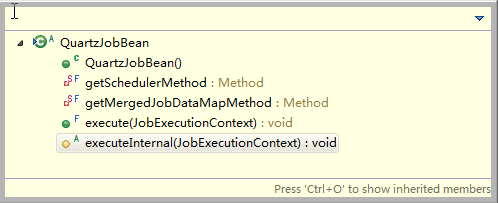 A QuartzJobBean
C QuartzJobBean()
S F getSchedulerMethod : Method
S F getMergedJobDataMapMethod : Method
F execute(JobExecutionContext) : void
A executeInternal(JobExecutionContext) : void
Press 'Ctrl+O' to show inherited members